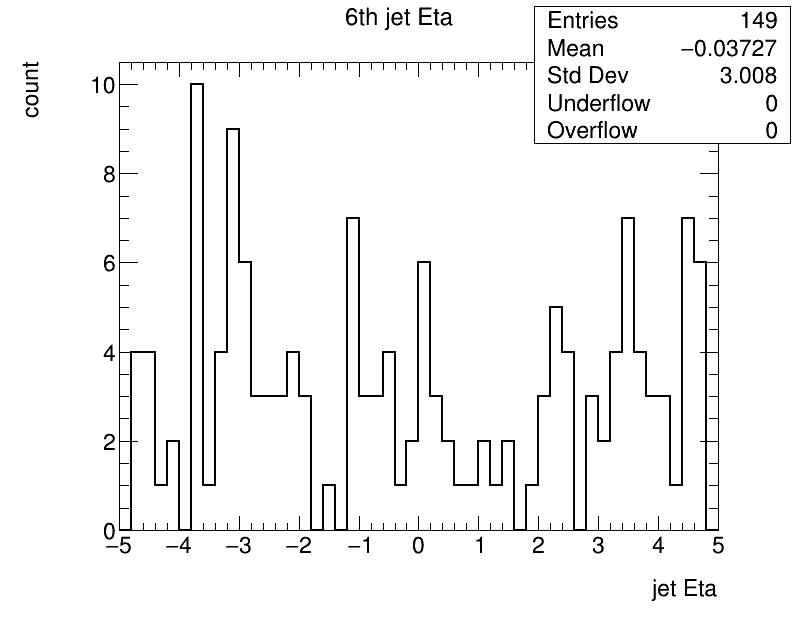 6th jet Eta
Entries 149
Mean −0.03727
Std Dev 3.008
Underflow 0
Overflow 0
count
10
8
6
4
2
0
−5 −4 −3 −2 −1 0 1 2 3 4 5
jet Eta